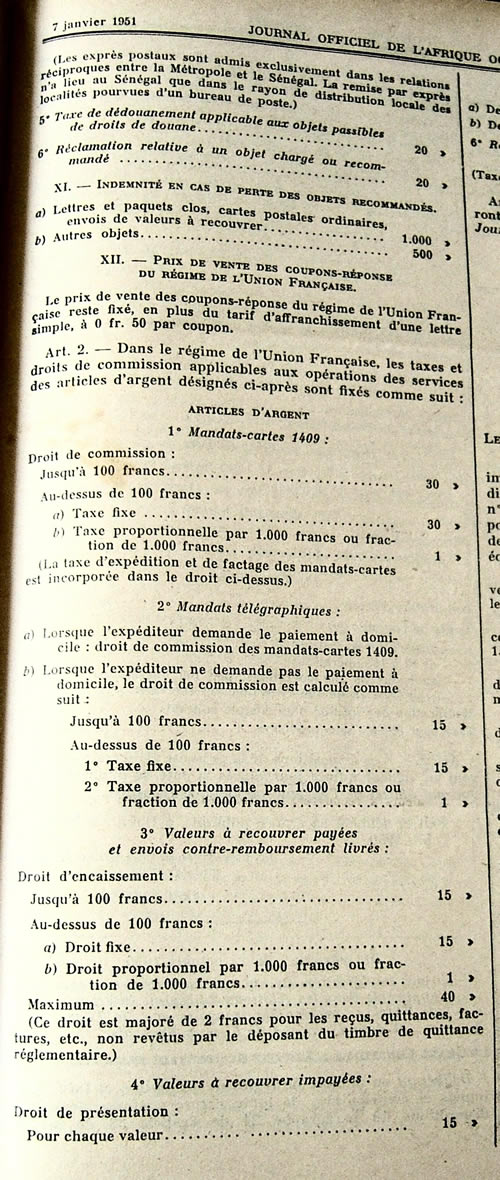 7 janvier 1951
JOURNAL OFFICIEL DE L'AFRIQUE
(Les exprès postaux sont admis exclusivement dans les relations
réciproques entre la Métropole et le Sénégal. La remise par exprès
n'a lieu au Sénégal que dans le rayon de distribution locale des
localités pourvues d'un bureau de poste.)
5° Taxe de dédouanement applicable aux objets passibles
de droits de douane.............................. 20 »
6° Réclamation relative à un objet chargé ou recom-
mandé .............................. 20 »
XI. — INDEMNITÉ EN CAS DE PERTE DES OBJETS RECOMMANDÉS.
a) Lettres et paquets clos, cartes postales ordinaires,
envois de valeurs à recouvrer.................... 1.000 »
b) Autres objets.............................. 500 »
XII. — PRIX DE VENTE DES COUPONS-RÉPONSE
DU RÉGIME DE L'UNION FRANÇAISE.
Le prix de vente des coupons-réponse du régime de l'Union Fran-
çaise reste fixé, en plus du tarif d'affranchissement d'une lettre
simple, à 0 fr. 50 par coupon.
Art. 2. — Dans le régime de l'Union Française, les taxes et
droits de commission applicables aux opérations des services
des articles d'argent désignés ci-après sont fixés comme suit :
ARTICLES D'ARGENT
1° Mandats-cartes 1409 :
Droit de commission :
Jusqu'à 100 francs.............................. 30 »
Au-dessus de 100 francs :
a) Taxe fixe .............................. 30 »
b) Taxe proportionnelle par 1.000 francs ou frac-
tion de 1.000 francs.............................. 1 »
(La taxe d'expédition et de factage des mandats-cartes
est incorporée dans le droit ci-dessus.)
2° Mandats télégraphiques :
a) Lorsque l'expéditeur demande le paiement à domi-
cile : droit de commission des mandats-cartes 1409.
b) Lorsque l'expéditeur ne demande pas le paiement à
domicile, le droit de commission est calculé comme
suit :
Jusqu'à 100 francs.............................. 15 »
Au-dessus de 100 francs :
1° Taxe fixe.............................. 15 »
2° Taxe proportionnelle par 1.000 francs ou
fraction de 1.000 francs................. 1 »
3° Valeurs à recouvrer payées
et envois contre-remboursement livrés :
Droit d'encaissement :
Jusqu'à 100 francs.............................. 15 »
Au-dessus de 100 francs :
a) Droit fixe.............................. 15 »
b) Droit proportionnel par 1.000 francs ou frac-
tion de 1.000 francs........................ 1 »
Maximum .............................. 40 »
(Ce droit est majoré de 2 francs pour les reçus, quittances, fac-
tures, etc., non revêtus par le déposant du timbre de quittance
réglementaire.)
4° Valeurs à recouvrer impayées :
Droit de présentation :
Pour chaque valeur.............................. 15 »